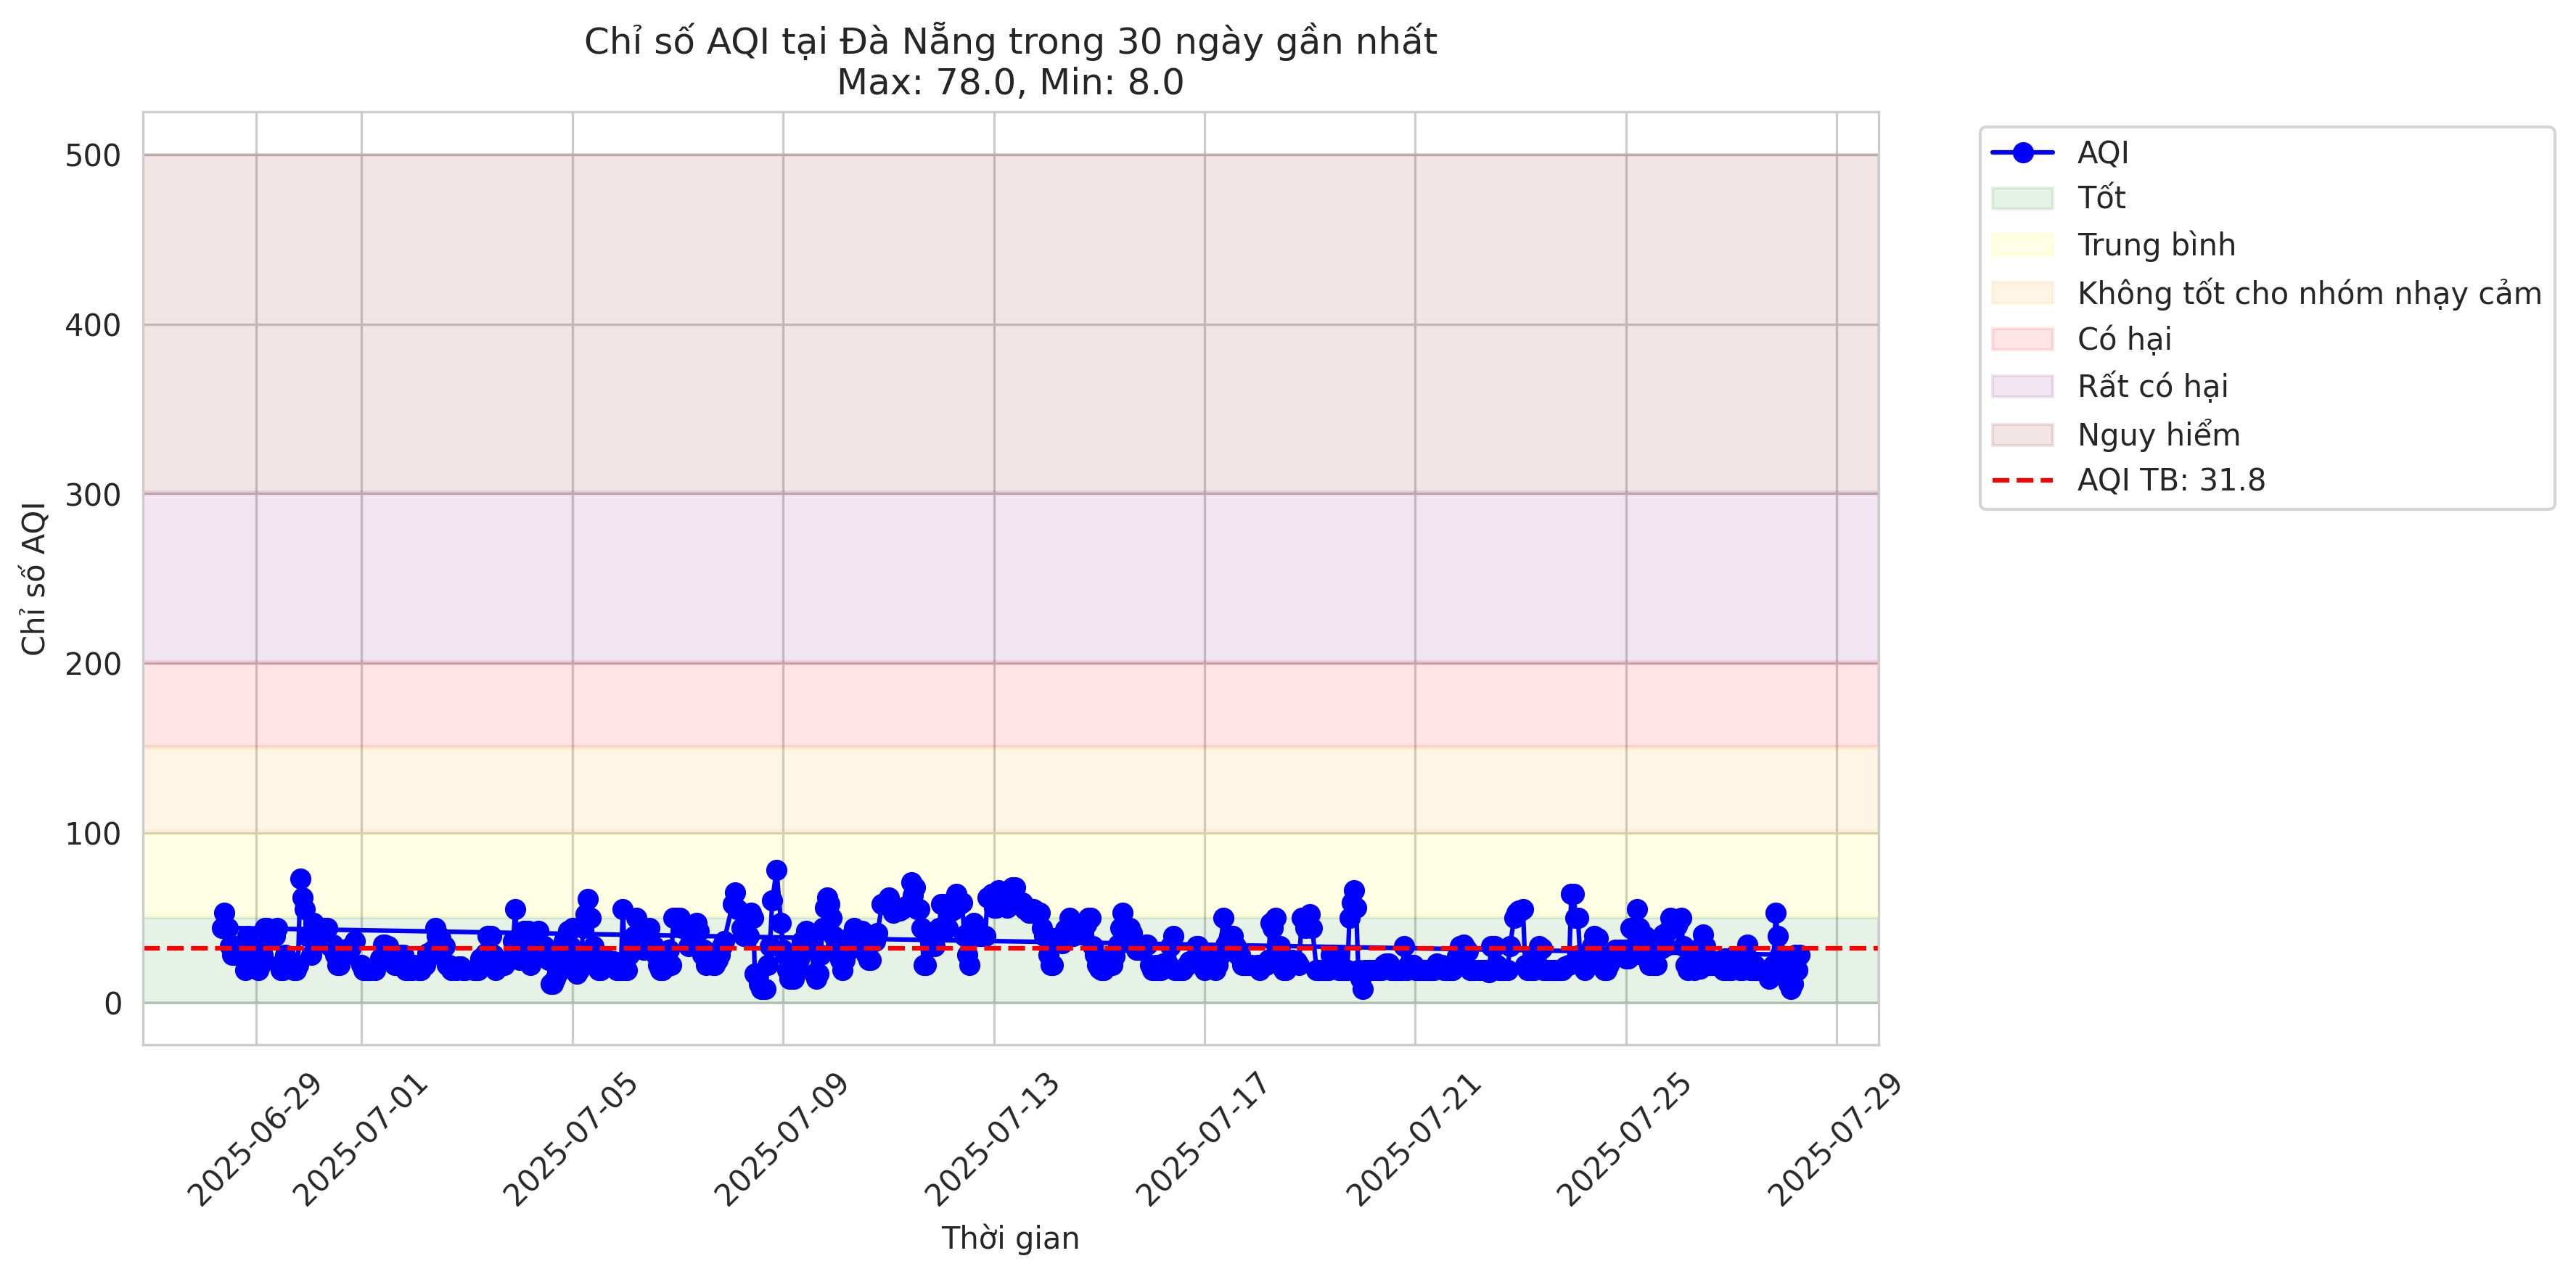 Chỉ số AQI tại Đà Nẵng trong 30 ngày gần nhất
Max: 78.0, Min: 8.0
Chỉ số AQI
500
400
300
200
100
0
2025-06-29
2025-07-01
2025-07-05
2025-07-09
2025-07-13
2025-07-17
2025-07-21
2025-07-25
2025-07-29
Thời gian
AQI
Tốt
Trung bình
Không tốt cho nhóm nhạy cảm
Có hại
Rất có hại
Nguy hiểm
AQI TB: 31.8